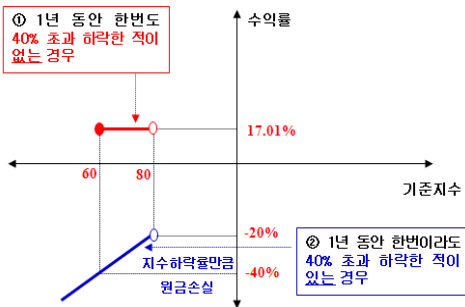 ① 1년 동안 한번도
40% 초과 하락한 적이
없는 경우
수익률
17.01%
60
80
기준지수
-20%
지수하락률만큼
-40%
원금손실
② 1년 동안 한번이라도
40% 초과 하락한 적이
있는 경우